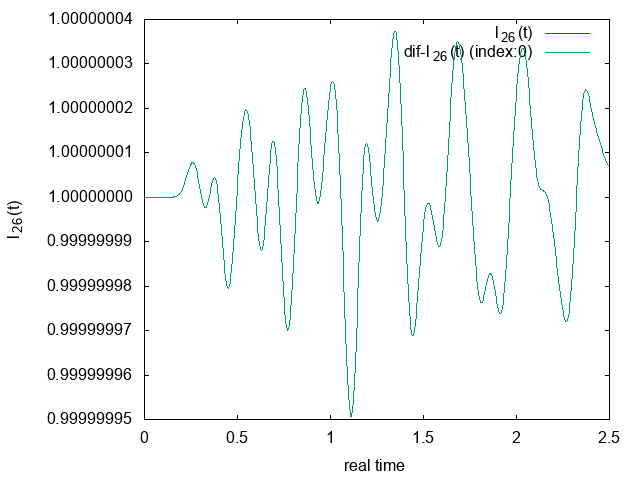 1.00000004
1.00000003
1.00000002
1.00000001
1.00000000
0.99999999
0.99999998
0.99999997
0.99999996
0.99999995
0 0.5 1 1.5 2 2.5
I26(t)
real time
I26(t)
dif-I26(t) (index:0)